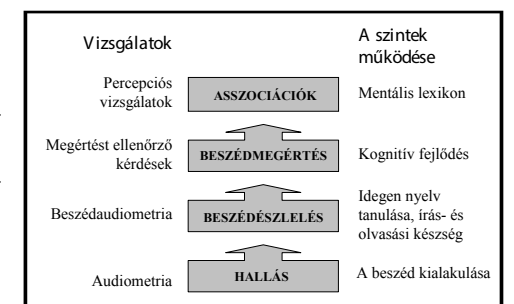 Vizsgálatok
A szintek
működése
Percepciós
vizsgálatok
ASSZOCIÁCIÓK
Mentális lexikon
Megértést ellenőrző
kérdések
BESZÉDMEGÉRTÉS
Kognitív fejlődés
Beszédaudiometria
BESZÉDÉSZLELÉS
Idegen nyelv
tanulása, írás- és
olvasási készség
Audiometria
HALLÁS
A beszéd kialakulása